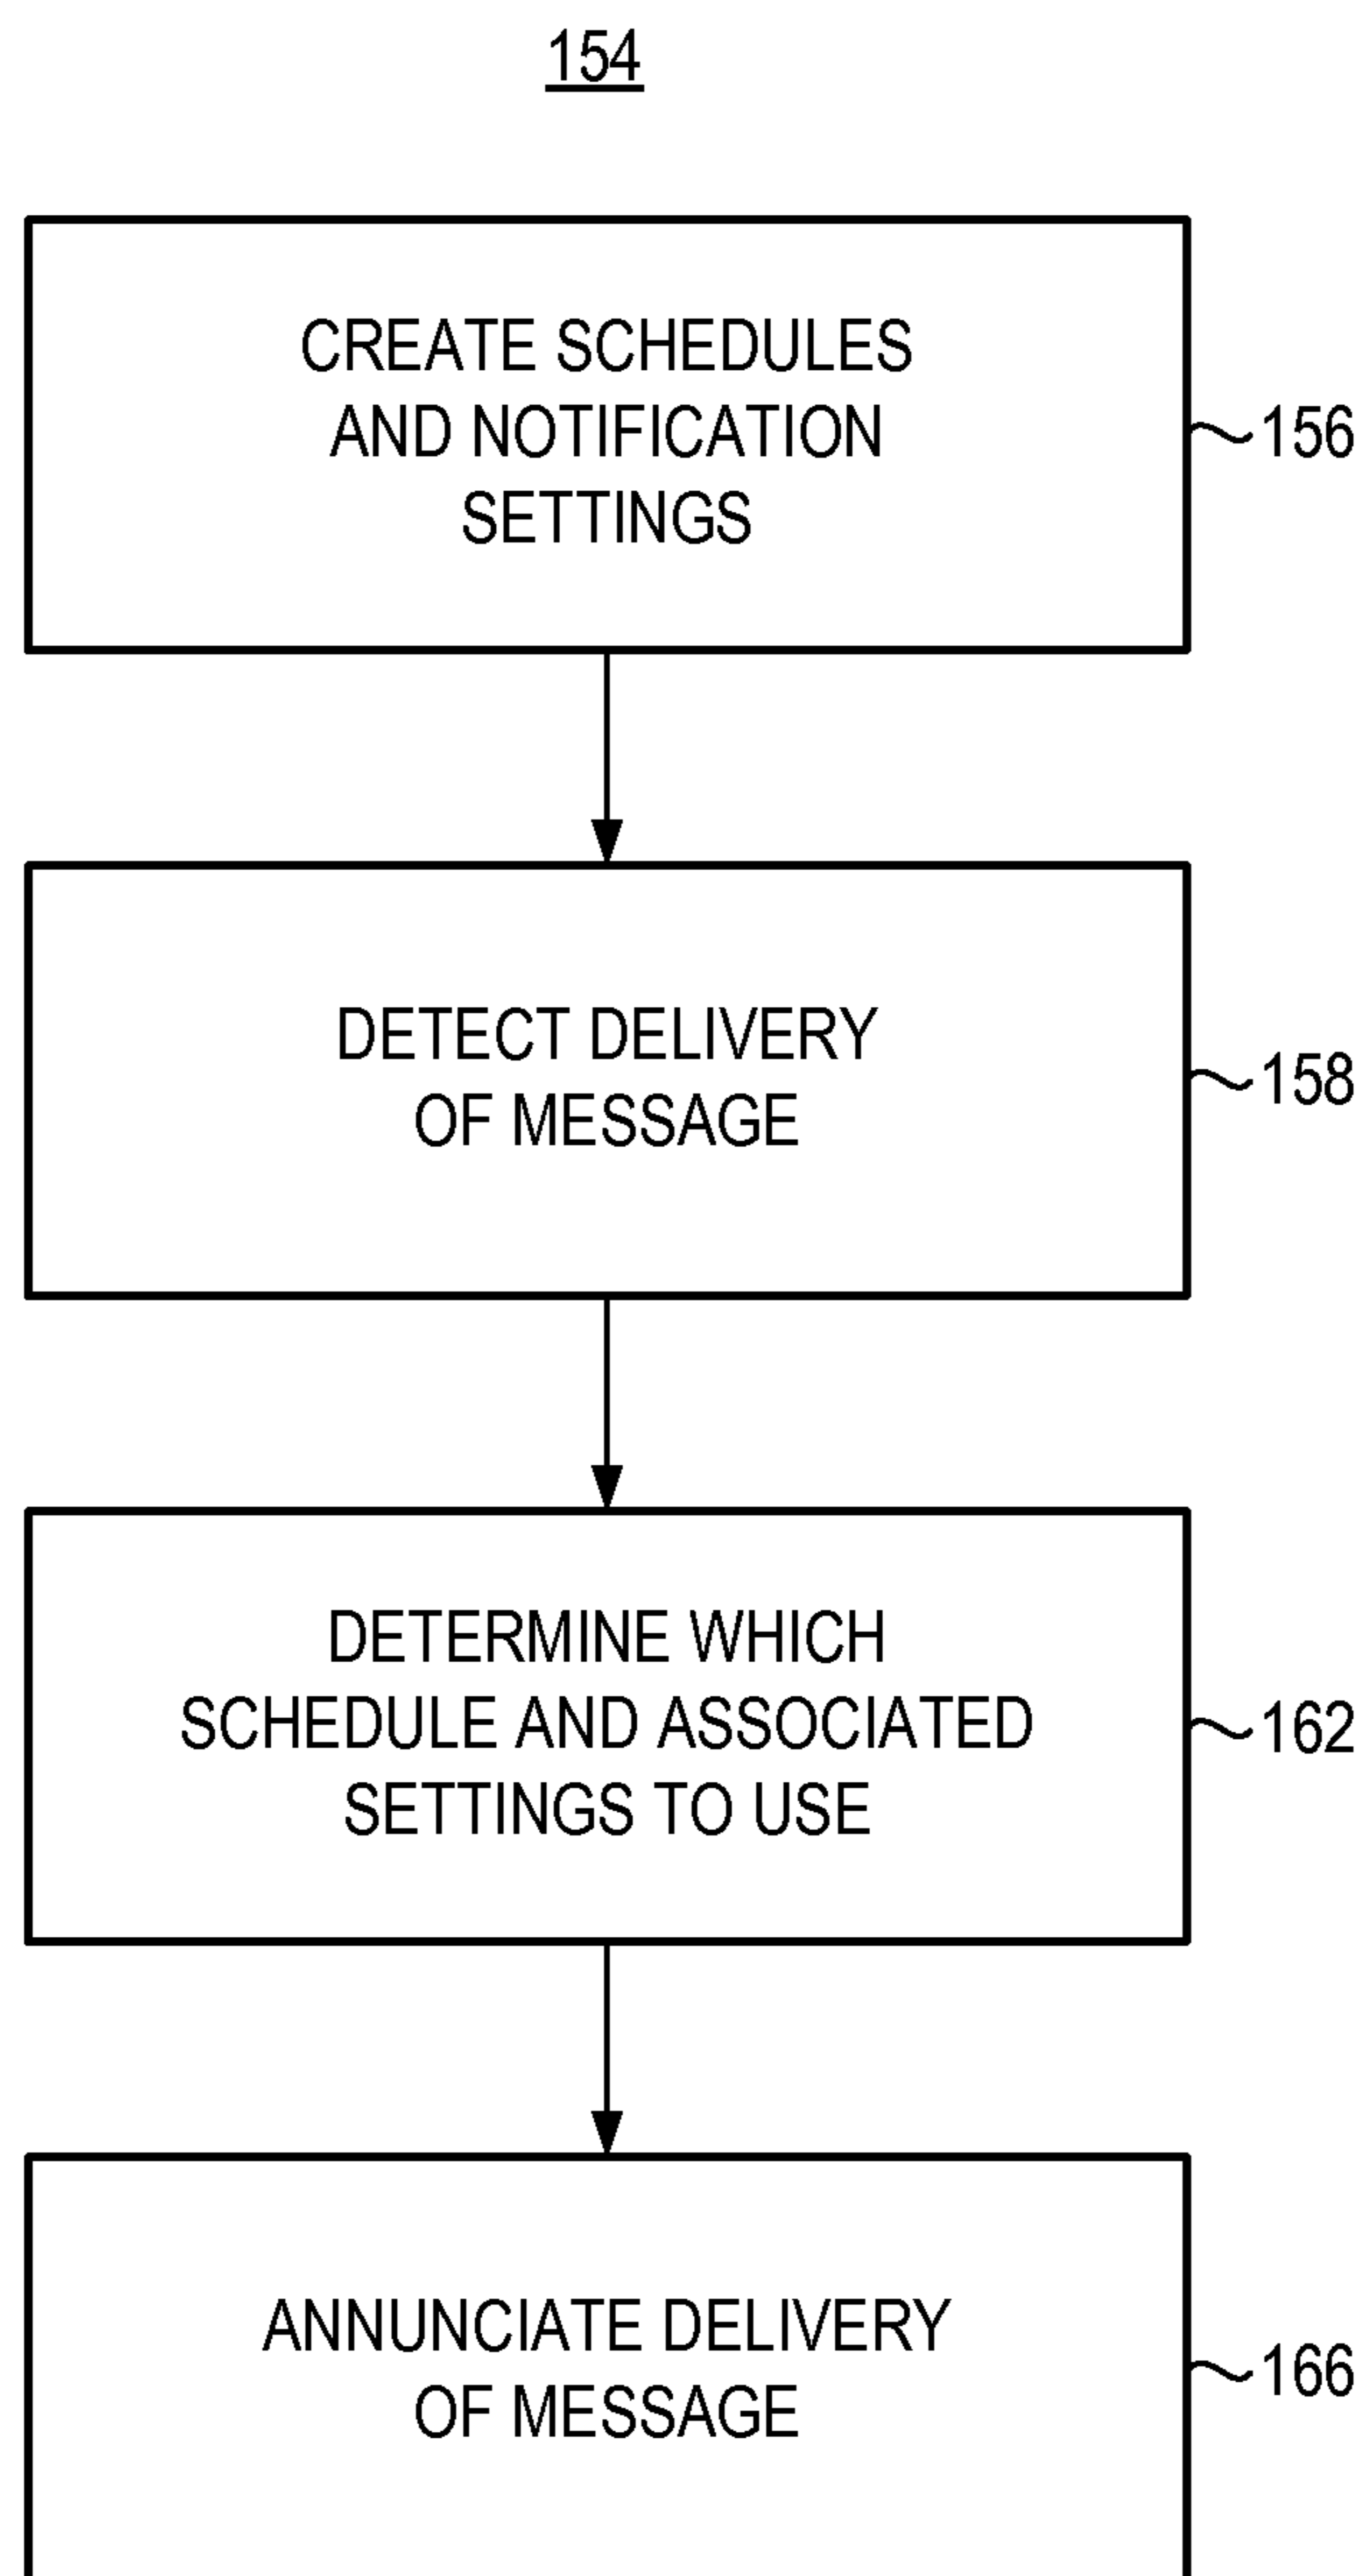 154
CREATE SCHEDULES
AND NOTIFICATION
SETTINGS
156
DETECT DELIVERY
OF MESSAGE
158
DETERMINE WHICH
SCHEDULE AND ASSOCIATED
SETTINGS TO USE
162
ANNUNCIATE DELIVERY
OF MESSAGE
166